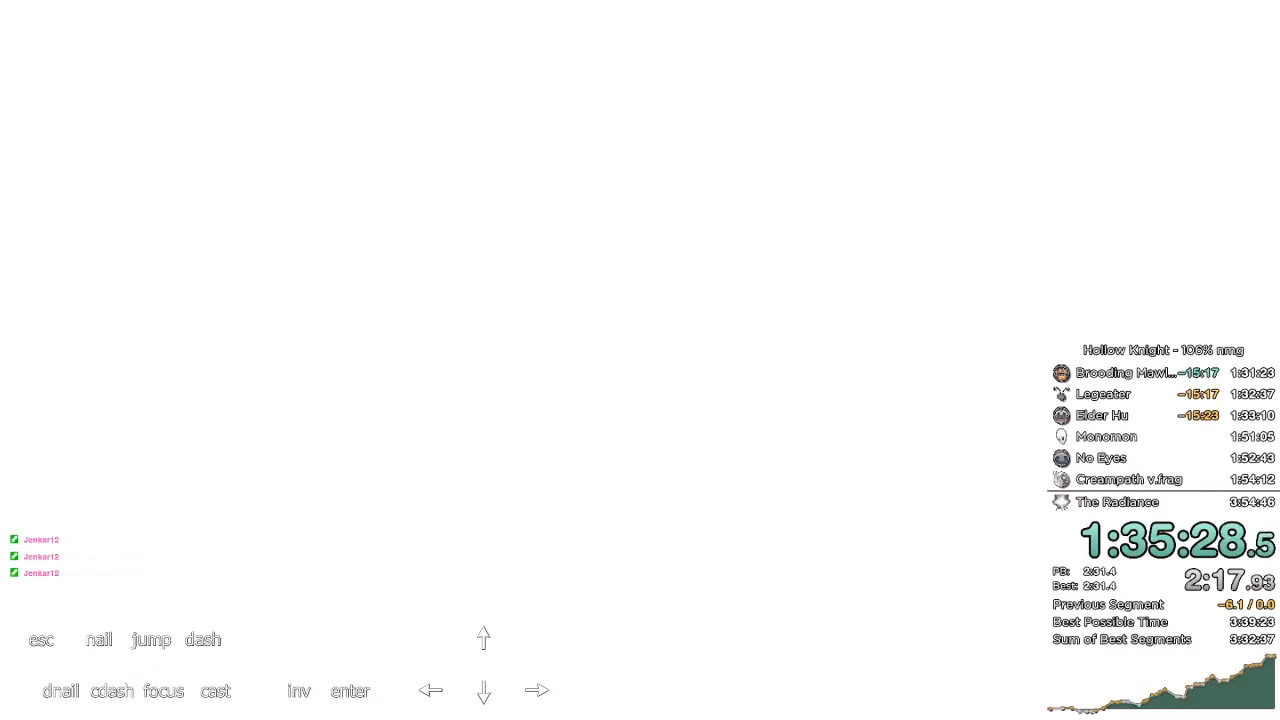 Hollow Knight - 106% nmg
Brooding Mawl... -15:17 1:31:23
Legeater -15:17 1:32:37
Elder Hu -15:23 1:33:10
Monomon 1:51:05
No Eyes 1:52:43
Creampath v.frag 1:54:12
The Radiance 3:54:46
1:35:28.5
PB: 2:31.4
Best: 2:31.4
2:17.93
Previous Segment -6.1 / 0.0
Best Possible Time 3:39:23
Sum of Best Segments 3:32:37
Jenkar12
Jenkar12
Jenkar12
esc nail jump dash
dnail cdash focus cast inv enter